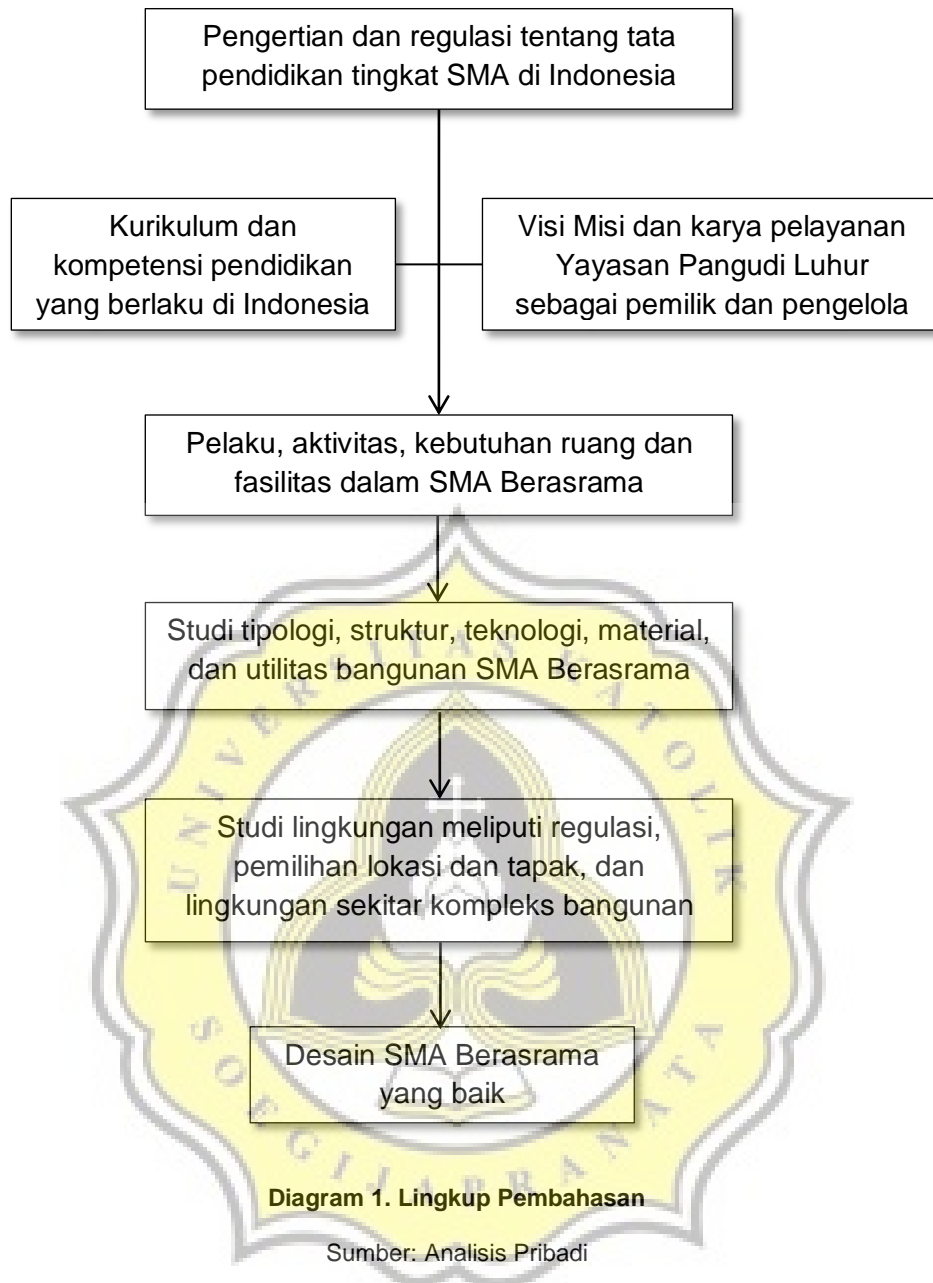 Pengertian dan regulasi tentang tata
pendidikan tingkat SMA di Indonesia
Kurikulum dan
kompetensi pendidikan
yang berlaku di Indonesia
Visi Misi dan karya pelayanan
Yayasan Pangudi Luhur
sebagai pemilik dan pengelola
Pelaku, aktivitas, kebutuhan ruang dan
fasilitas dalam SMA Berasrama
Studi tipologi, struktur, teknologi, material,
dan utilitas bangunan SMA Berasrama
Studi lingkungan meliputi regulasi,
pemilihan lokasi dan tapak, dan
lingkungan sekitar kompleks bangunan
Desain SMA Berasrama
yang baik
UNIVERSITAS KATOLIK
SOEGIJAPRANATA
Diagram 1. Lingkup Pembahasan
Sumber: Analisis Pribadi